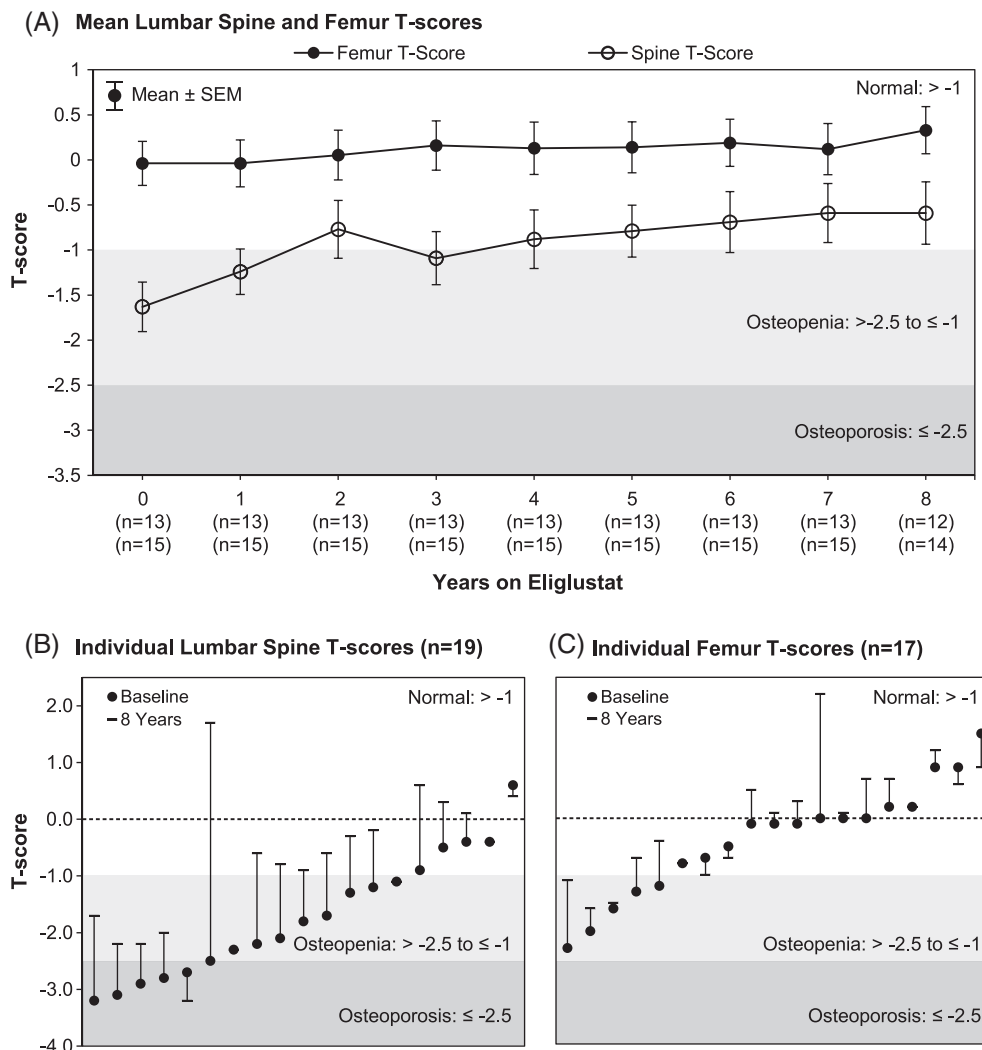 (A) Mean Lumbar Spine and Femur T-scores
Femur T-Score Spine T-Score
Mean ± SEM
Normal: > -1
Osteopenia: >-2.5 to ≤ -1
Osteoporosis: ≤ -2.5
T-score
1
0.5
0
-0.5
-1
-1.5
-2
-2.5
-3
-3.5
0 1 2 3 4 5 6 7 8
(n=13) (n=13) (n=13) (n=13) (n=13) (n=13) (n=13) (n=13) (n=12)
(n=15) (n=15) (n=15) (n=15) (n=15) (n=15) (n=15) (n=15) (n=14)
Years on Eliglustat
(B) Individual Lumbar Spine T-scores (n=19)
Baseline
8 Years
Normal: > -1
Osteopenia: > -2.5 to ≤ -1
Osteoporosis: ≤ -2.5
T-score
2.0
1.0
0.0
-1.0
-2.0
-3.0
-4.0
(C) Individual Femur T-scores (n=17)
Baseline
8 Years
Normal: > -1
Osteopenia: > -2.5 to ≤ -1
Osteoporosis: ≤ -2.5